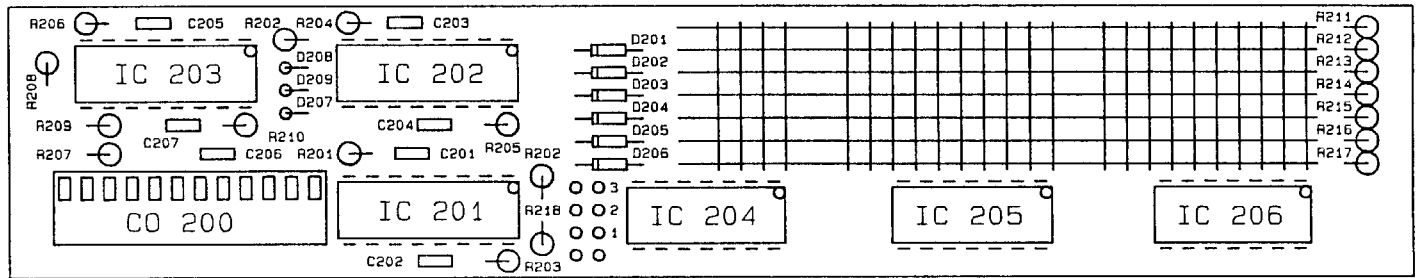 R206
C205
R202
R204
C203
R211
D201
R212
R208
IC 203
D208
IC 202
D202
R213
D209
D203
R214
D207
D204
R215
R209
C207
R210
C204
R205
D205
R216
R207
C206
R201
C201
R202
D206
R217
3
CO 200
IC 201
R218
2
IC 204
IC 205
IC 206
1
C202
R203